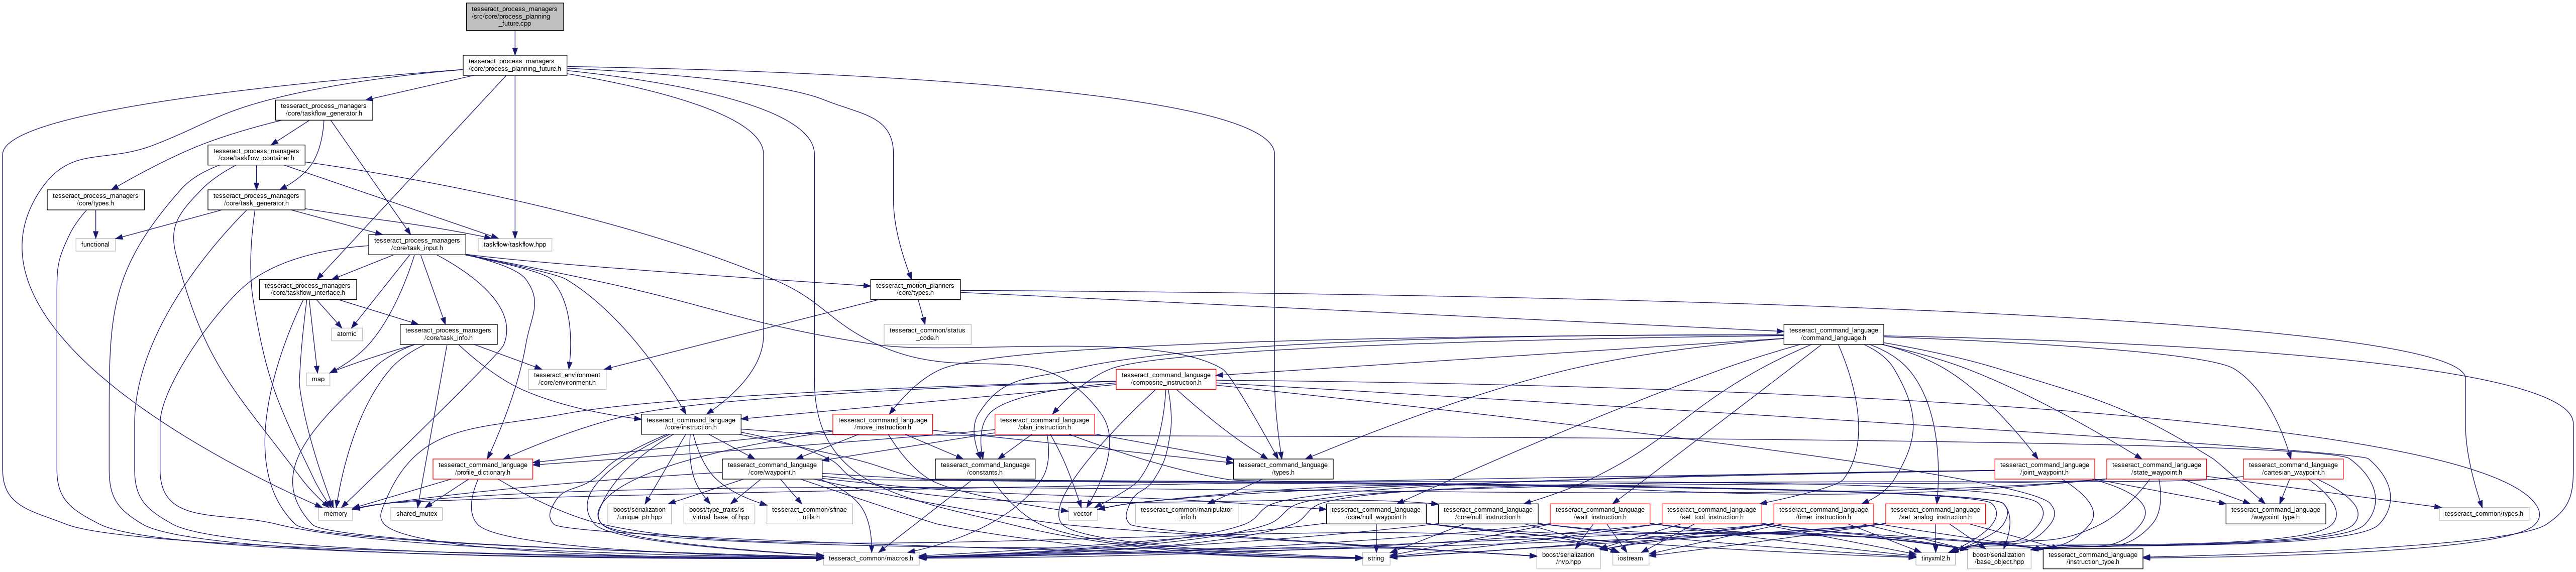 tesseract_process_managers
/src/core/process_planning
_future.cpp
tesseract_process_managers
/core/process_planning_future.h
tesseract_process_managers
/core/taskflow_generator.h
tesseract_process_managers
/core/taskflow_container.h
tesseract_process_managers
/core/types.h
tesseract_process_managers
/core/task_generator.h
functional
tesseract_process_managers
/core/task_input.h
taskflow/taskflow.hpp
tesseract_process_managers
/core/taskflow_interface.h
tesseract_motion_planners
/core/types.h
atomic
tesseract_process_managers
/core/task_info.h
tesseract_common/status
_code.h
tesseract_command_language
/command_language.h
map
tesseract_environment
/core/environment.h
tesseract_command_language
/composite_instruction.h
tesseract_command_language
/core/instruction.h
tesseract_command_language
/move_instruction.h
tesseract_command_language
/plan_instruction.h
tesseract_command_language
/profile_dictionary.h
tesseract_command_language
/core/waypoint.h
tesseract_command_language
/constants.h
tesseract_command_language
/types.h
tesseract_command_language
/joint_waypoint.h
tesseract_command_language
/state_waypoint.h
tesseract_command_language
/cartesian_waypoint.h
memory
shared_mutex
boost/serialization
/unique_ptr.hpp
boost/type_traits/is
_virtual_base_of.hpp
tesseract_common/sfinae
_utils.h
vector
tesseract_common/manipulator
_info.h
tesseract_command_language
/core/null_waypoint.h
tesseract_command_language
/core/null_instruction.h
tesseract_command_language
/wait_instruction.h
tesseract_command_language
/set_tool_instruction.h
tesseract_command_language
/timer_instruction.h
tesseract_command_language
/set_analog_instruction.h
tesseract_command_language
/waypoint_type.h
tesseract_common/types.h
tesseract_common/macros.h
string
boost/serialization
/nvp.hpp
iostream
tinyxml2.h
boost/serialization
/base_object.hpp
tesseract_command_language
/instruction_type.h